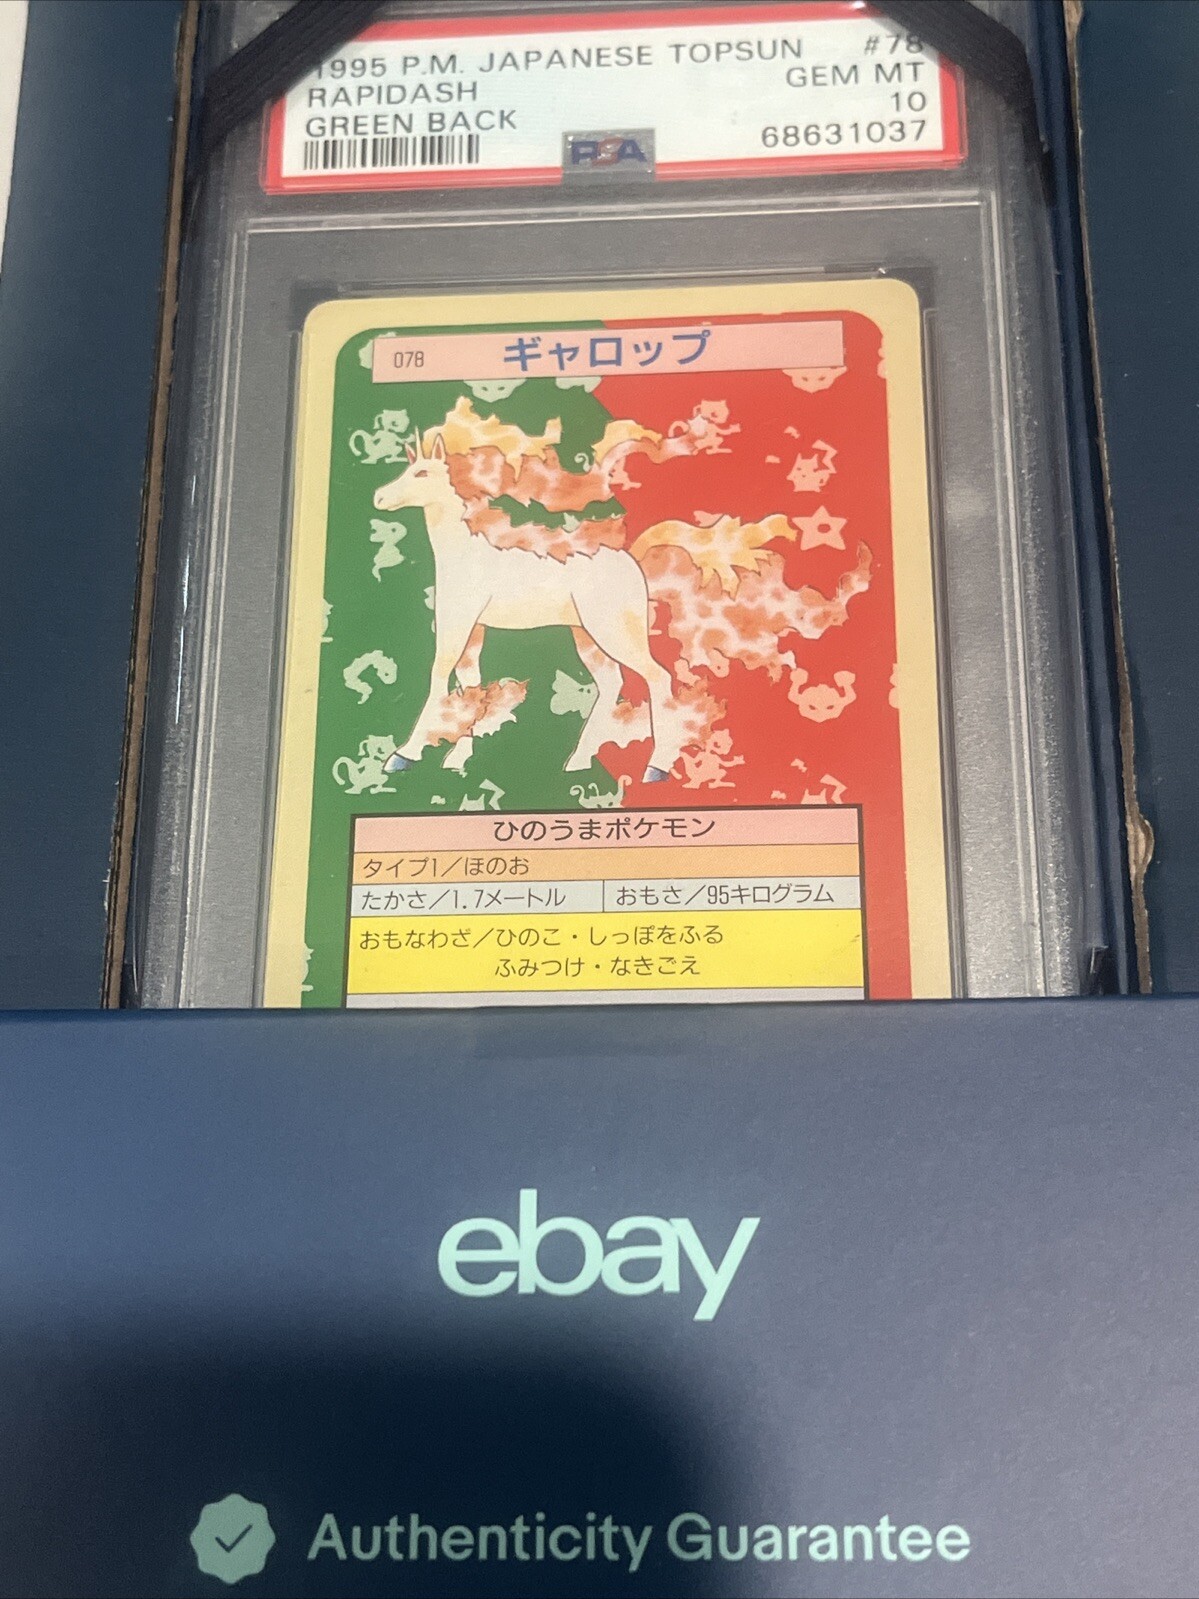 1995 P.M. JAPANESE TOPSUN #78
RAPIDASH GEM MT
GREEN BACK 10
68631037
PSA
078 ギャロップ
ひのうまポケモン
タイプ1/ほのお
たかさ/1.7メートル おもさ/95キログラム
おもなわざ/ひのこ・しっぽをふる
ふみつけ・なきごえ
ebay
Authenticity Guarantee